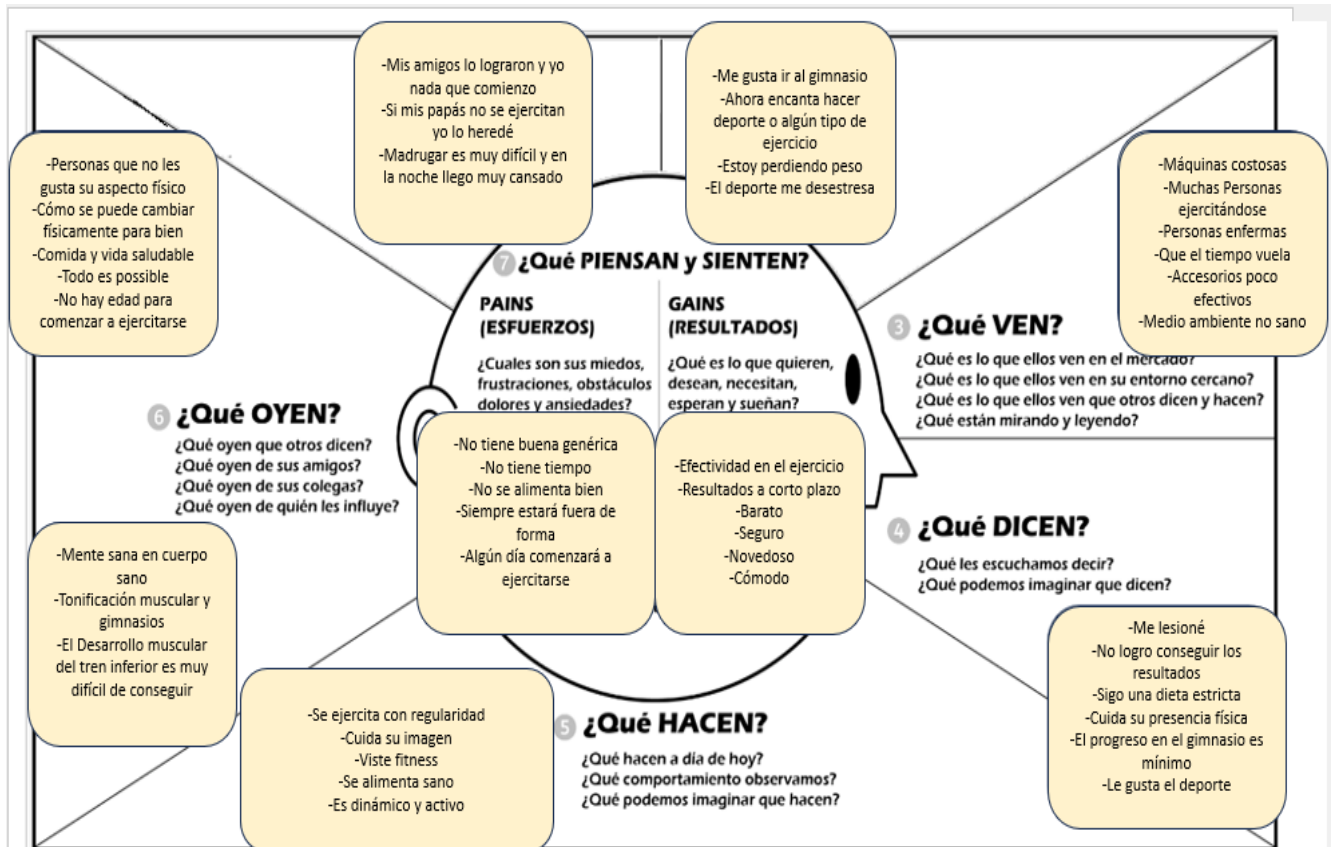 -Mis amigos lo lograron y yo
nada que comienzo
-Si mis papás no se ejercitan
yo lo heredé
-Madrugar es muy difícil y en
la noche llego muy cansado
-Me gusta ir al gimnasio
-Ahora encanta hacer
deporte o algún tipo de
ejercicio
-Estoy perdiendo peso
-El deporte me desestresa
-Personas que no les
gusta su aspecto físico
-Cómo se puede cambiar
físicamente para bien
-Comida y vida saludable
-Todo es possible
-No hay edad para
comenzar a ejercitarse
-Máquinas costosas
-Muchas Personas
ejercitándose
-Personas enfermas
-Que el tiempo vuela
-Accesorios poco
efectivos
-Medio ambiente no sano
7 ¿Qué PIENSAN y SIENTEN?
PAINS
(ESFUERZOS)
¿Cuales son sus miedos,
frustraciones, obstáculos
dolores y ansiedades?
GAINS
(RESULTADOS)
¿Qué es lo que quieren,
desean, necesitan,
esperan y sueñan?
3 ¿Qué VEN?
¿Qué es lo que ellos ven en el mercado?
¿Qué es lo que ellos ven en su entorno cercano?
¿Qué es lo que ellos ven que otros dicen y hacen?
¿Qué están mirando y leyendo?
6 ¿Qué OYEN?
¿Qué oyen que otros dicen?
¿Qué oyen de sus amigos?
¿Qué oyen de sus colegas?
¿Qué oyen de quién les influye?
-No tiene buena genérica
-No tiene tiempo
-No se alimenta bien
-Siempre estará fuera de
forma
-Algún día comenzará a
ejercitarse
-Efectividad en el ejercicio
-Resultados a corto plazo
-Barato
-Seguro
-Novedoso
-Cómodo
4 ¿Qué DICEN?
¿Qué les escuchamos decir?
¿Qué podemos imaginar que dicen?
-Mente sana en cuerpo
sano
-Tonificación muscular y
gimnasios
-El Desarrollo muscular
del tren inferior es muy
difícil de conseguir
-Me lesioné
-No logro conseguir los
resultados
-Sigo una dieta estricta
-Cuida su presencia física
-El progreso en el gimnasio es
mínimo
-Le gusta el deporte
-Se ejercita con regularidad
-Cuida su imagen
-Viste fitness
-Se alimenta sano
-Es dinámico y activo
5 ¿Qué HACEN?
¿Qué hacen a día de hoy?
¿Qué comportamiento observamos?
¿Qué podemos imaginar que hacen?